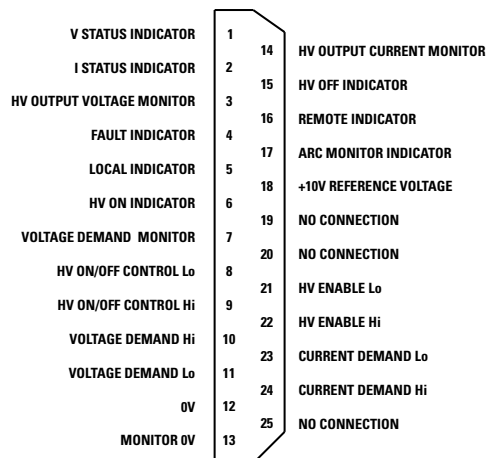 V STATUS INDICATOR 1
14 HV OUTPUT CURRENT MONITOR
I STATUS INDICATOR 2
15 HV OFF INDICATOR
HV OUTPUT VOLTAGE MONITOR 3
16 REMOTE INDICATOR
FAULT INDICATOR 4
17 ARC MONITOR INDICATOR
LOCAL INDICATOR 5
18 +10V REFERENCE VOLTAGE
HV ON INDICATOR 6
19 NO CONNECTION
VOLTAGE DEMAND MONITOR 7
20 NO CONNECTION
HV ON/OFF CONTROL Lo 8
21 HV ENABLE Lo
HV ON/OFF CONTROL Hi 9
22 HV ENABLE Hi
VOLTAGE DEMAND Hi 10
23 CURRENT DEMAND Lo
VOLTAGE DEMAND Lo 11
24 CURRENT DEMAND Hi
0V 12
25 NO CONNECTION
MONITOR 0V 13